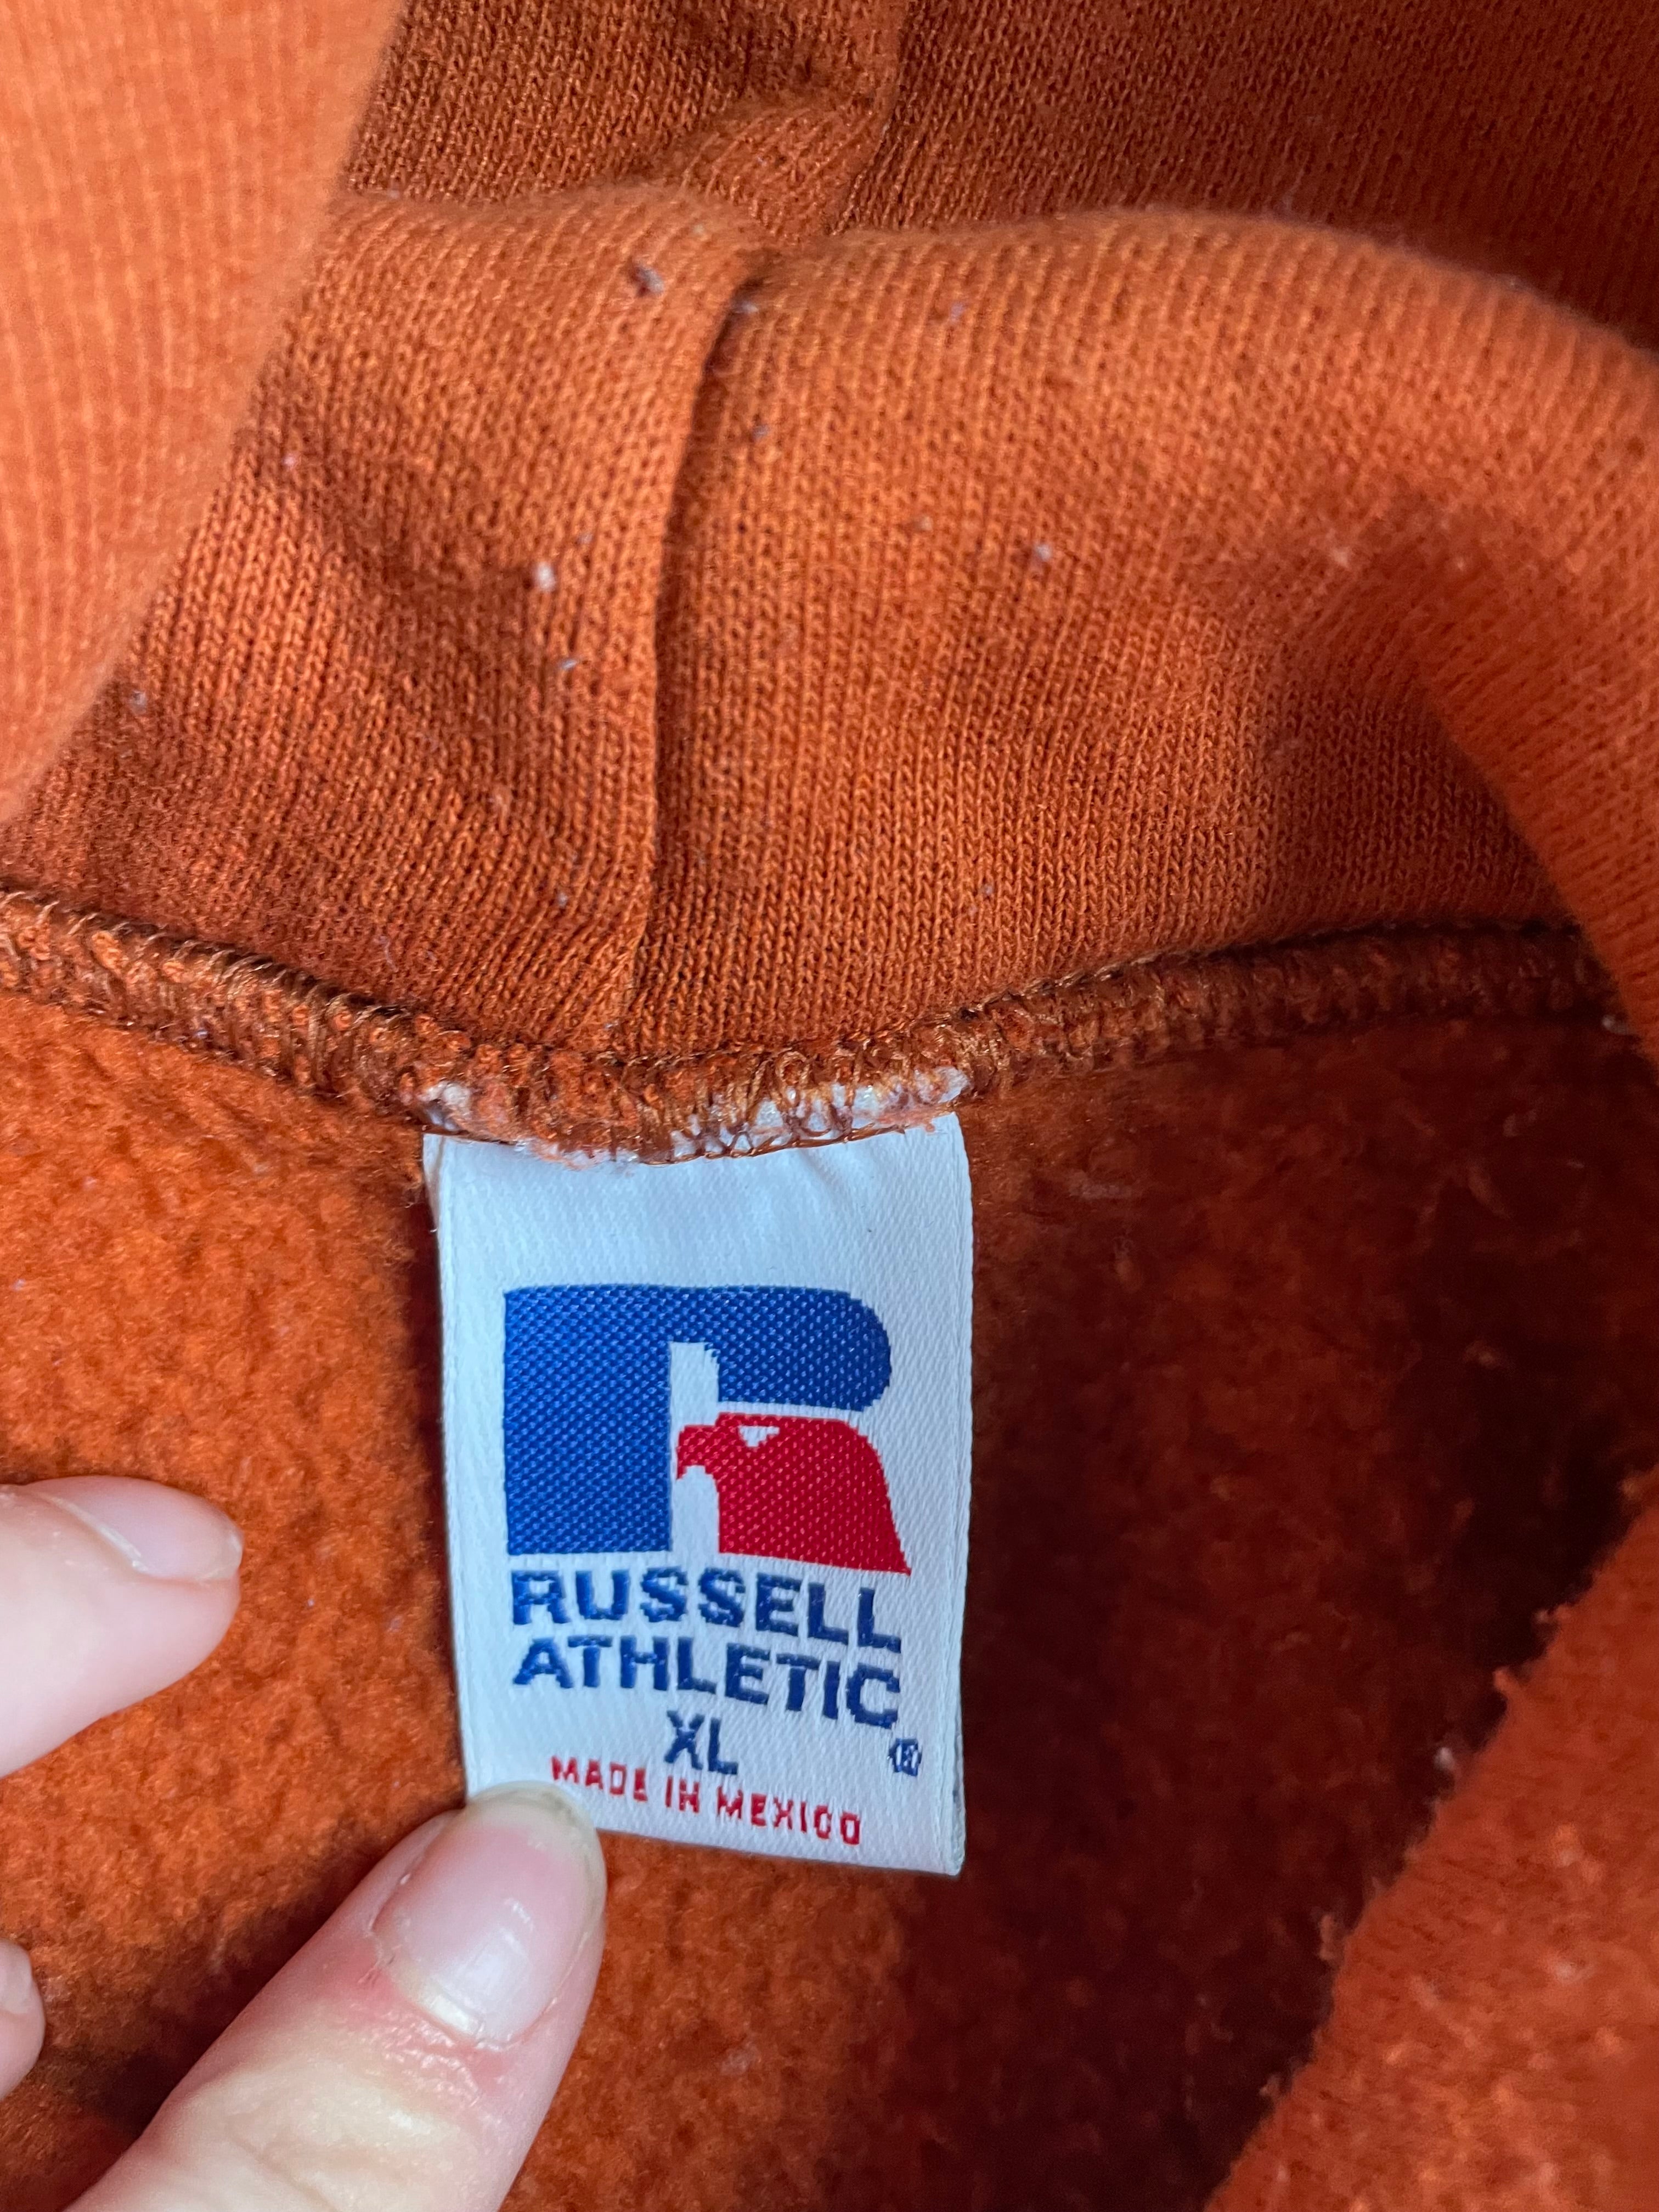 RUSSELL
ATHLETIC
XL ®
MADE IN MEXICO